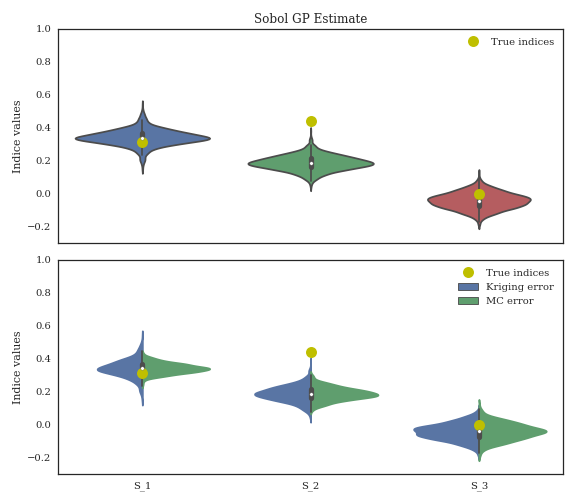 Sobol GP Estimate
Indice values
1.0
0.8
0.6
0.4
0.2
0.0
−0.2
True indices
Indice values
1.0
0.8
0.6
0.4
0.2
0.0
−0.2
True indices
Kriging error
MC error
S_1 S_2 S_3